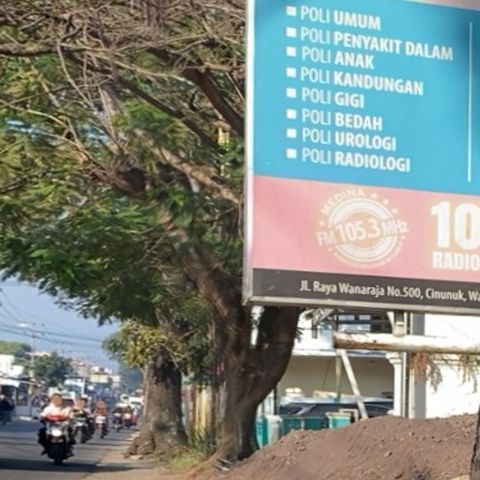 POLI UMUM
POLI PENYAKIT DALAM
POLI ANAK
POLI KANDUNGAN
POLI GIGI
POLI BEDAH
POLI UROLOGI
POLI RADIOLOGI
MEDINA
FM 105.3 MHz
10
RADIO
JL. Raya Wanaraja No.500, Cinunuk, Wa